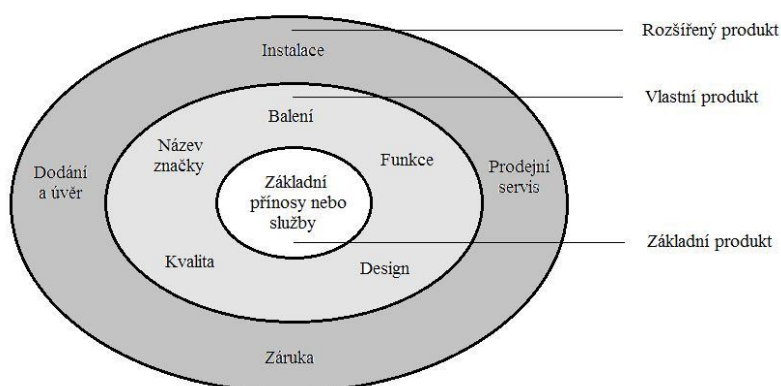 Rozšířený produkt
Instalace
Vlastní produkt
Balení
Název
značky
Funkce
Dodání
a úvěr
Prodejní
servis
Základní
přínosy nebo
služby
Základní produkt
Kvalita
Design
Záruka